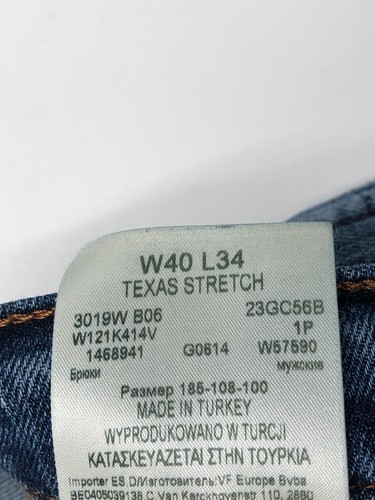 W40 L34
TEXAS STRETCH
3019W B06 23GC56B
W121K414V 1P
1468941 G0614 W57590
Брюки мужские
Размер 185-108-100
MADE IN TURKEY
WYPRODUKOWANO W TURCJI
ΚΑΤΑΣΚΕΥΑΖΕΤΑΙ ΣΤΗΝ ΤΟΥΡΚΙΑ
Importer ES.D/Изготовитель:VF Europe Bvba
BE0405039138 C.Van Kerckhovenstr 110, 2880